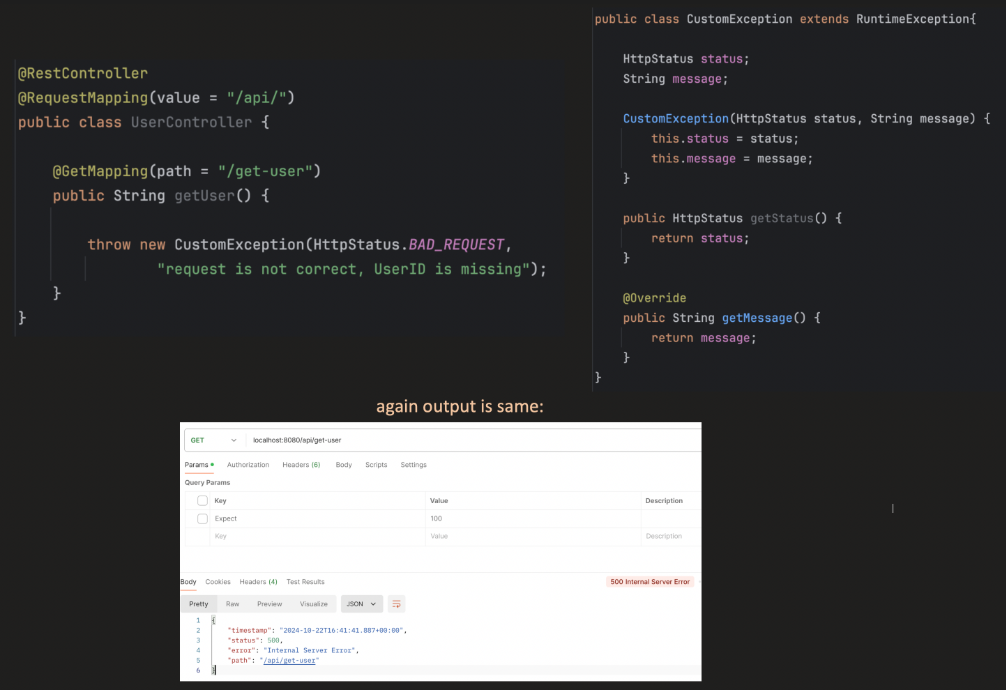 @RestController
@RequestMapping(value = "/api/")
public class UserController {
@GetMapping(path = "/get-user")
public String getUser() {
throw new CustomException(HttpStatus.BAD_REQUEST,
"request is not correct, UserID is missing");
}
}
public class CustomException extends RuntimeException{
HttpStatus status;
String message;
CustomException(HttpStatus status, String message) {
this.status = status;
this.message = message;
}
public HttpStatus getStatus() {
return status;
}
@Override
public String getMessage() {
return message;
}
}
again output is same:
GET localhost:8080/api/get-user
Params Authorization Headers (6) Body Scripts Settings
Query Params
Key Value Description
Expect 100
Key Value Description
Body Cookies Headers (4) Test Results 500 Internal Server Error
Pretty Raw Preview Visualize JSON
1 {
2 "timestamp": "2024-10-22T16:41:41.887+00:00",
3 "status": 500,
4 "error": "Internal Server Error",
5 "path": "/api/get-user"
6 }